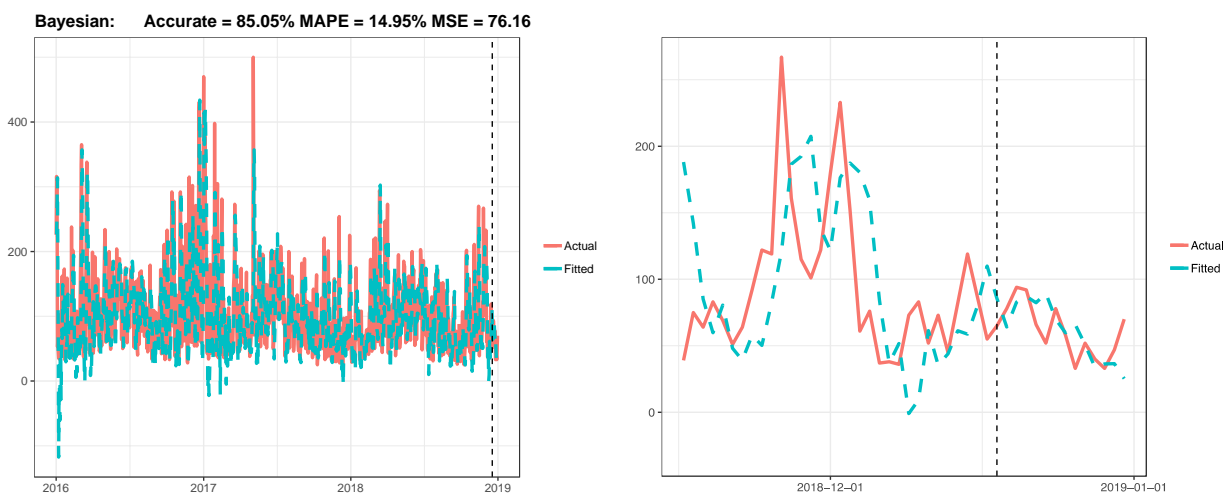 Bayesian: Accurate = 85.05% MAPE = 14.95% MSE = 76.16
400
200
0
2016
2017
2018
2019
Actual
Fitted
200
100
0
2018–12–01
2019–01–01
Actual
Fitted